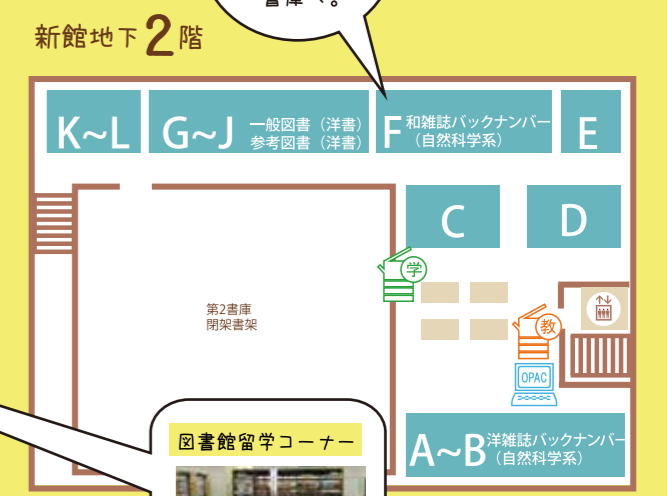 書庫へ。
新館地下2階
K~L
G~J
一般図書（洋書）
参考図書（洋書）
F
和雑誌バックナンバー
（自然科学系）
E
C
D
学
第2書庫
閉架書架
教
OPAC
図書館留学コーナー
A~B
洋雑誌バックナンバー
（自然科学系）